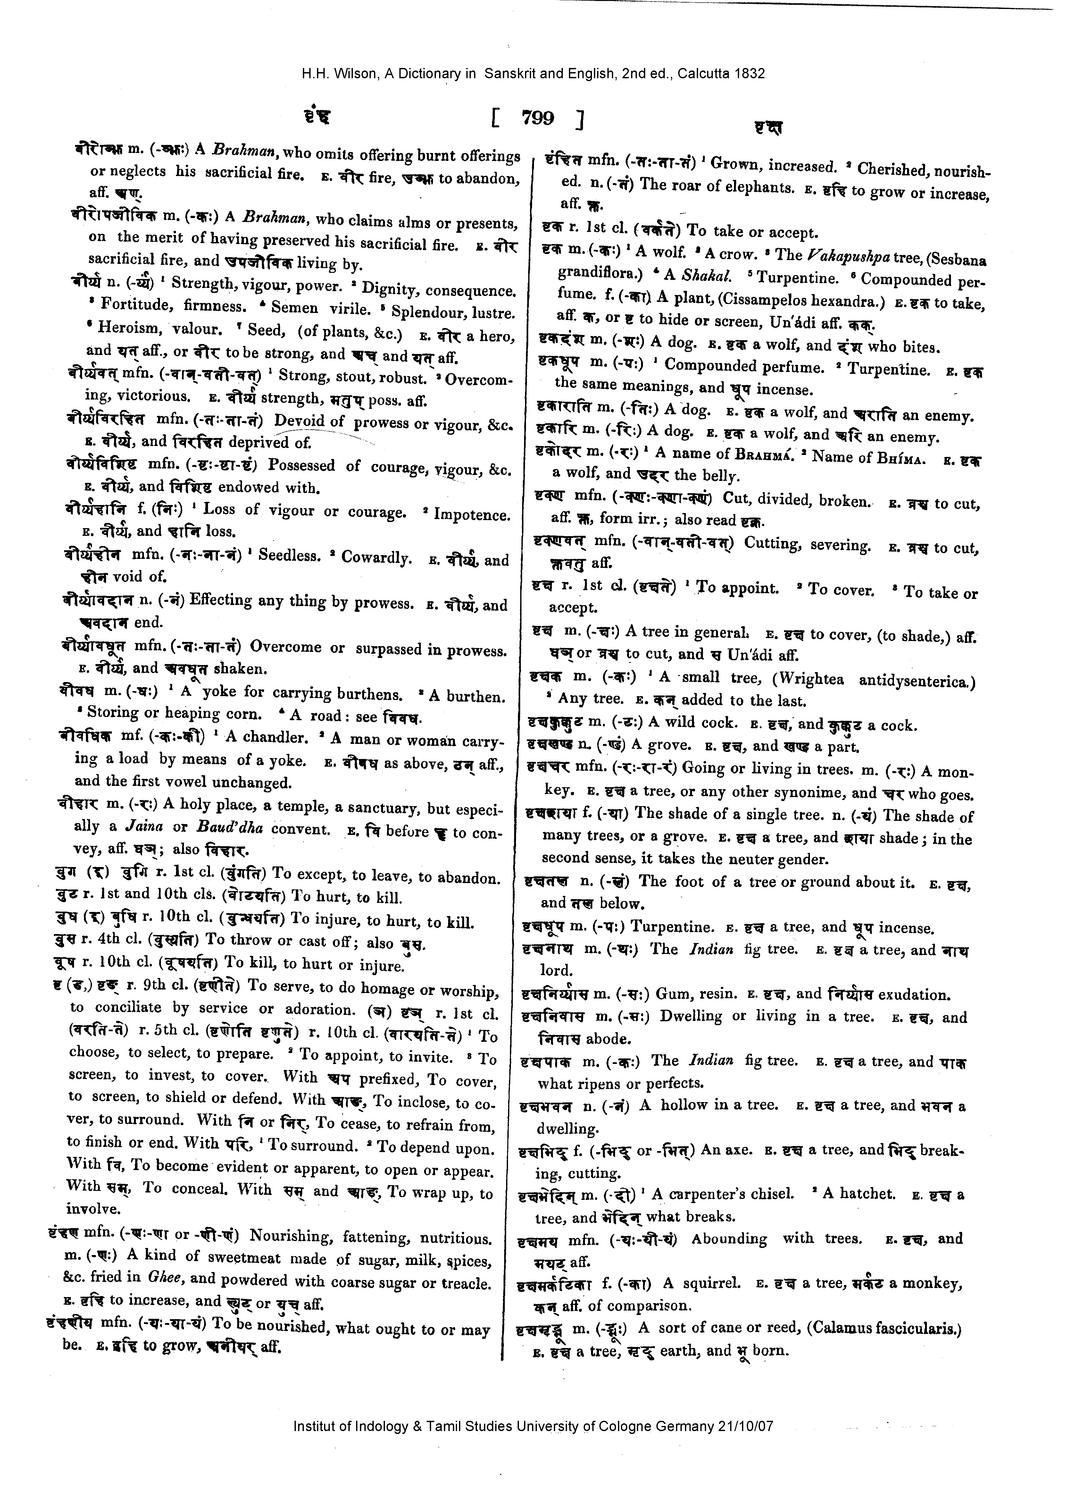 H.H. Wilson, A Dictionary in Sanskrit and English, 2nd ed., Calcutta 1832
वृंह
[ 799 ]
वृक्ष
वीरोज्झ m. (-ज्झः) A Brahman, who omits offering burnt offerings
or neglects his sacrificial fire. E. वीर fire, उज्झ to abandon,
aff. अण्.
वीरोपजीविक m. (-कः) A Brahman, who claims alms or presents,
on the merit of having preserved his sacrificial fire. E. वीर
sacrificial fire, and उपजीविक living by.
वीर्य्य n. (-र्य्यं) ¹ Strength, vigour, power. ² Dignity, consequence.
³ Fortitude, firmness. ⁴ Semen virile. ⁵ Splendour, lustre.
⁶ Heroism, valour. ⁷ Seed, (of plants, &c.) E. वीर a hero,
and यत् aff., or वीर to be strong, and अच् and यत् aff.
वीर्य्यवत् mfn. (-वान्-वती-वत्) ¹ Strong, stout, robust. ² Overcom-
ing, victorious. E. वीर्य्य strength, मतुप् poss. aff.
वीर्य्यविरहित mfn. (-तः-ता-तं) Devoid of prowess or vigour, &c.
E. वीर्य्य, and विरहित deprived of.
वीर्य्यविशिष्ट mfn. (-ष्टः-ष्टा-ष्टं) Possessed of courage, vigour, &c.
E. वीर्य्य, and विशिष्ट endowed with.
वीर्य्यहानि f. (निः) ¹ Loss of vigour or courage. ² Impotence.
E. वीर्य्य, and हानि loss.
वीर्य्यहीन mfn. (-नः-ना-नं) ¹ Seedless. ² Cowardly. E. वीर्य्य, and
हीन void of.
वीर्य्यावदान n. (-नं) Effecting any thing by prowess. E. वीर्य्य, and
अवदान end.
वीर्य्यावधूत mfn. (-तः-ता-तं) Overcome or surpassed in prowess.
E. वीर्य्य, and अवधूत shaken.
वीवध m. (-धः) ¹ A yoke for carrying burthens. ² A burthen.
³ Storing or heaping corn. ⁴ A road: see विवध.
वीवधिक mf. (-कः-की) ¹ A chandler. ² A man or woman carry-
ing a load by means of a yoke. E. वीवध as above, ठन् aff.,
and the first vowel unchanged.
वीहार m. (-रः) A holy place, a temple, a sanctuary, but especi-
ally a Jaina or Baud'dha convent. E. वि before हृ to con-
vey, aff. घञ्; also विहार.
वुग (इ) वुगि r. 1st cl. (वुंगति) To except, to leave, to abandon.
वुट r. 1st and 10th cls. (वोटयति) To hurt, to kill.
वुध (इ) वुधि r. 10th cl. (वुन्धयति) To injure, to hurt, to kill.
वुस r. 4th cl. (वुस्यति) To throw or cast off; also बुस.
वूष r. 10th cl. (वूषयति) To kill, to hurt or injure.
वृ (ङ,) वृङ् r. 9th cl. (वृणीते) To serve, to do homage or worship,
to conciliate by service or adoration. (ञ) वृञ् r. 1st cl.
(वरति-ते) r. 5th cl. (वृणोति वृणुते) r. 10th cl. (वारयति-ते) ¹ To
choose, to select, to prepare. ² To appoint, to invite. ³ To
screen, to invest, to cover. With अप prefixed, To cover,
to screen, to shield or defend. With आङ्, To inclose, to co-
ver, to surround. With नि or निर्, To cease, to refrain from,
to finish or end. With परि, ¹ To surround. ² To depend upon.
With वि, To become evident or apparent, to open or appear.
With सम्, To conceal. With सम् and आङ्, To wrap up, to
involve.
वृंहण mfn. (-णः-णा or -णी-णं) Nourishing, fattening, nutritious.
m. (-णः) A kind of sweetmeat made of sugar, milk, spices,
&c. fried in Ghee, and powdered with coarse sugar or treacle.
E. वृहि to increase, and ल्युट् or युच् aff.
वृंहणीय mfn. (-यः-या-यं) To be nourished, what ought to or may
be. E. वृहि to grow, अनीयर् aff.
वृंहित mfn. (-तः-ता-तं) ¹ Grown, increased. ² Cherished, nourish-
ed. n. (-तं) The roar of elephants. E. वृहि to grow or increase,
aff. क्त.
वृक r. 1st cl. (वर्कते) To take or accept.
वृक m. (-कः) ¹ A wolf. ² A crow. ³ The Vakapushpa tree, (Sesbana
grandiflora.) ⁴ A Shakal. ⁵ Turpentine. ⁶ Compounded per-
fume. f. (-का) A plant, (Cissampelos hexandra.) E. वृक to take,
aff. क, or वृ to hide or screen, Un'ádi aff. कक्.
वृकदंश m. (-शः) A dog. E. वृक a wolf, and दंश who bites.
वृकधूप m. (-पः) ¹ Compounded perfume. ² Turpentine. E. वृक
the same meanings, and धूप incense.
वृकाराति m. (-तिः) A dog. E. वृक a wolf, and अराति an enemy.
वृकारि m. (-रिः) A dog. E. वृक a wolf, and अरि an enemy.
वृकोदर m. (-रः) ¹ A name of BRAHMÁ. ² Name of BHÍMA. E. वृक
a wolf, and उदर the belly.
वृक्ण mfn. (-क्णः-क्णा-क्णं) Cut, divided, broken. E. व्रश्च to cut,
aff. क्त, form irr.; also read वृक्न.
वृक्णवत् mfn. (-वान्-वती-वत्) Cutting, severing. E. व्रश्च to cut,
क्तवतु aff.
वृक्ष r. 1st cl. (वृक्षते) ¹ To appoint. ² To cover. ³ To take or
accept.
वृक्ष m. (-क्षः) A tree in general. E. वृक्ष to cover, (to shade,) aff.
घञ् or व्रश्च to cut, and स Un'ádi aff.
वृक्षक m. (-कः) ¹ A small tree, (Wrightea antidysenterica.)
² Any tree. E. कन् added to the last.
वृक्षकुक्कुट m. (-टः) A wild cock. E. वृक्ष, and कुक्कुट a cock.
वृक्षखण्ड n. (-ण्डं) A grove. E. वृक्ष, and खण्ड a part.
वृक्षचर mfn. (-रः-रा-रं) Going or living in trees. m. (-रः) A mon-
key. E. वृक्ष a tree, or any other synonime, and चर who goes.
वृक्षच्छाया f. (-या) The shade of a single tree. n. (-यं) The shade of
many trees, or a grove. E. वृक्ष a tree, and छाया shade; in the
second sense, it takes the neuter gender.
वृक्षतल n. (-लं) The foot of a tree or ground about it. E. वृक्ष,
and तल below.
वृक्षधूप m. (-पः) Turpentine. E. वृक्ष a tree, and धूप incense.
वृक्षनाथ m. (-थः) The Indian fig tree. E. वृक्ष a tree, and नाथ
lord.
वृक्षनिर्य्यास m. (-सः) Gum, resin. E. वृक्ष, and निर्य्यास exudation.
वृक्षनिवास m. (-सः) Dwelling or living in a tree. E. वृक्ष, and
निवास abode.
वृक्षपाक m. (-कः) The Indian fig tree. E. वृक्ष a tree, and पाक
what ripens or perfects.
वृक्षभवन n. (-नं) A hollow in a tree. E. वृक्ष a tree, and भवन a
dwelling.
वृक्षभिद् f. (-भिद् or -भित्) An axe. E. वृक्ष a tree, and भिद् break-
ing, cutting.
वृक्षभेदिन् m. (-दी) ¹ A carpenter's chisel. ² A hatchet. E. वृक्ष a
tree, and भेदिन् what breaks.
वृक्षमय mfn. (-यः-यी-यं) Abounding with trees. E. वृक्ष, and
मयट् aff.
वृक्षमर्कटिका f. (-का) A squirrel. E. वृक्ष a tree, मर्कट a monkey,
कन् aff. of comparison.
वृक्षमृद्भू m. (-द्भूः) A sort of cane or reed, (Calamus fascicularis.)
E. वृक्ष a tree, मृद् earth, and भू born.
Institut of Indology & Tamil Studies University of Cologne Germany 21/10/07